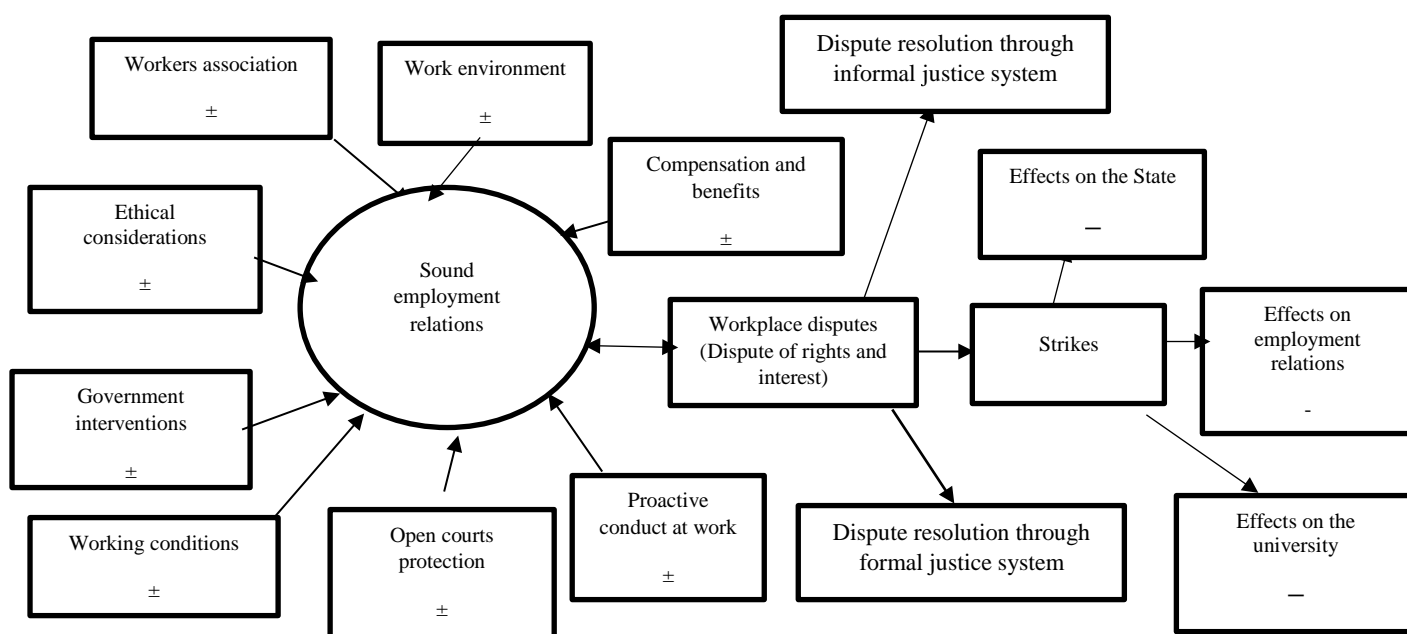 Workers association
±
Work environment
±
Dispute resolution through
informal justice system
Compensation and
benefits
±
Effects on the State
–
Ethical
considerations
±
Sound
employment
relations
Workplace disputes
(Dispute of rights and
interest)
Strikes
Effects on
employment
relations
-
Government
interventions
±
Working conditions
±
Open courts
protection
±
Proactive
conduct at work
±
Dispute resolution through
formal justice system
Effects on the
university
–